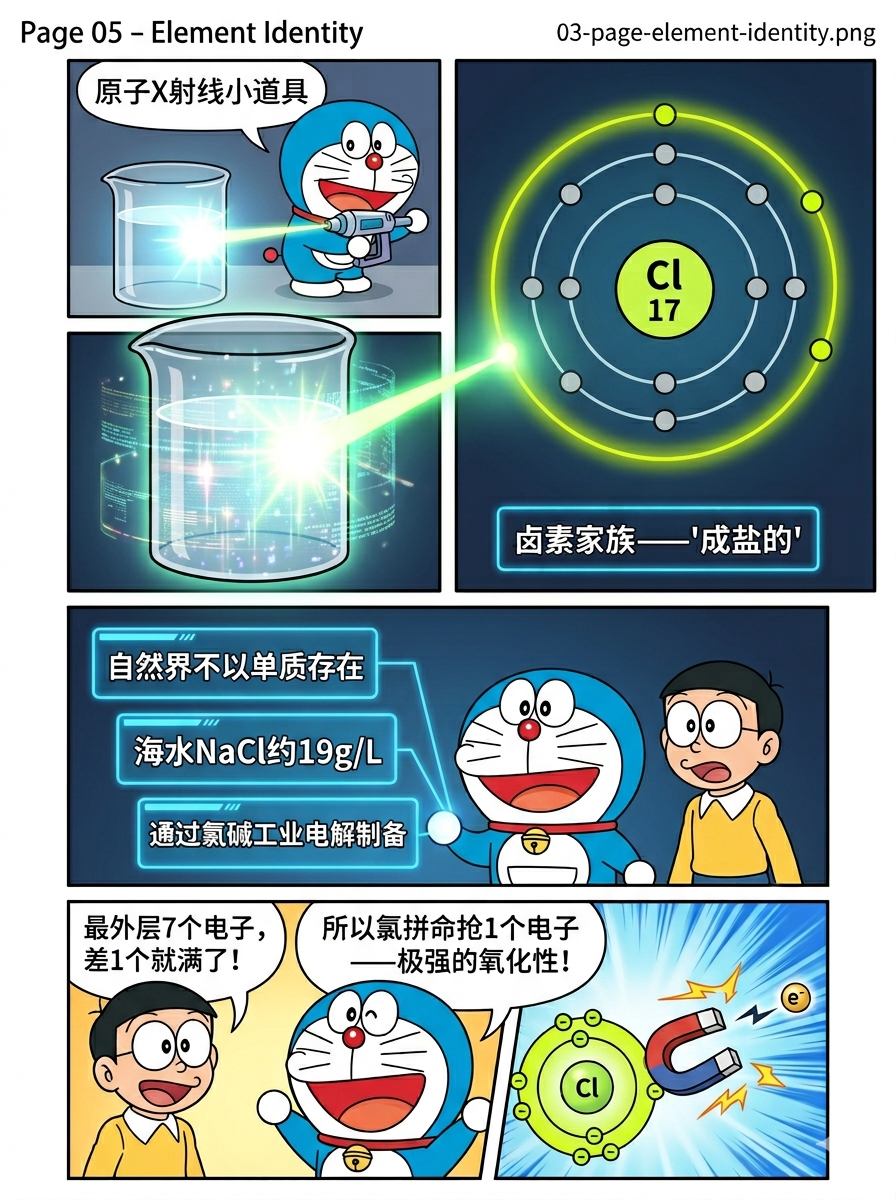 Page 05 – Element Identity
03-page-element-identity.png
原子X射线小道具
Cl
17
卤素家族——'成盐的'
自然界不以单质存在
海水NaCl约19g/L
通过氯碱工业电解制备
最外层7个电子，
差1个就满了！
所以氯拼命抢1个电子
——极强的氧化性！
e⁻
Cl